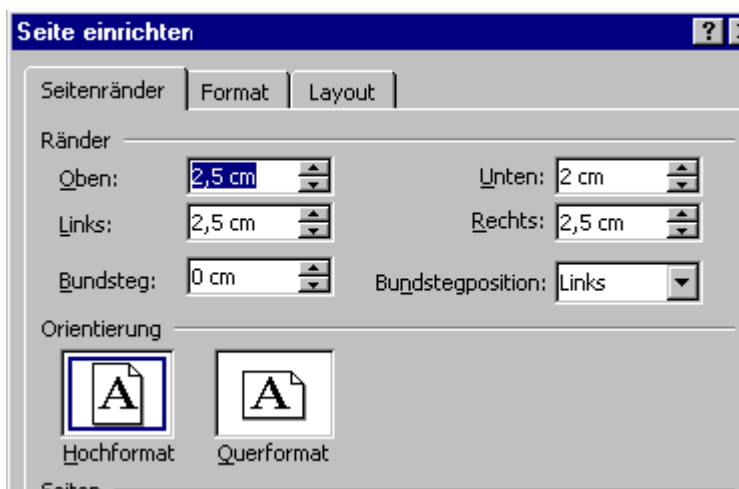 Seite einrichten ?
Seitenränder Format Layout
Ränder
Oben: 2,5 cm Unten: 2 cm
Links: 2,5 cm Rechts: 2,5 cm
Bundsteg: 0 cm Bundstegposition: Links
Orientierung
A A
Hochformat Querformat
Seiten